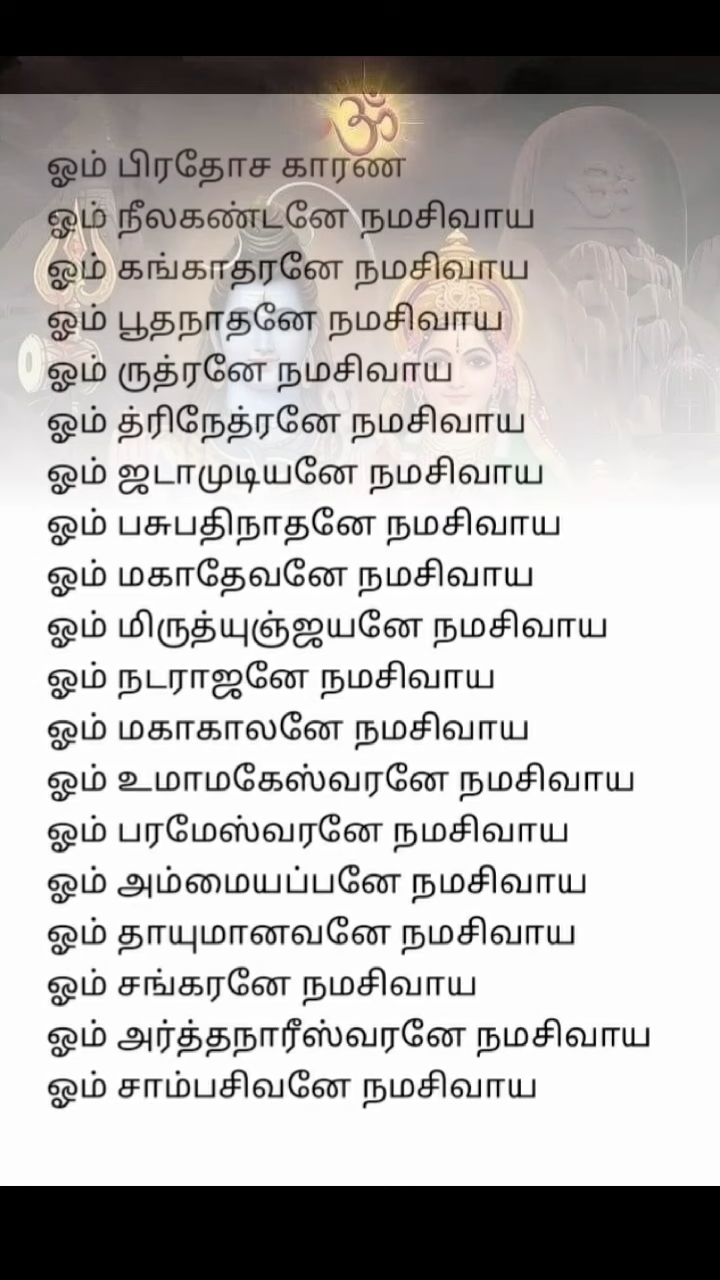 ॐ
ஓம் பிரதோச காரண
ஓம் நீலகண்டனே நமசிவாய
ஓம் கங்காதரனே நமசிவாய
ஓம் பூதநாதனே நமசிவாய
ஓம் ருத்ரனே நமசிவாய
ஓம் த்ரிநேத்ரனே நமசிவாய
ஓம் ஜடாமுடியனே நமசிவாய
ஓம் பசுபதிநாதனே நமசிவாய
ஓம் மகாதேவனே நமசிவாய
ஓம் மிருத்யுஞ்ஜயனே நமசிவாய
ஓம் நடராஜனே நமசிவாய
ஓம் மகாகாலனே நமசிவாய
ஓம் உமாமகேஸ்வரனே நமசிவாய
ஓம் பரமேஸ்வரனே நமசிவாய
ஓம் அம்மையப்பனே நமசிவாய
ஓம் தாயுமானவனே நமசிவாய
ஓம் சங்கரனே நமசிவாய
ஓம் அர்த்தநாரீஸ்வரனே நமசிவாய
ஓம் சாம்பசிவனே நமசிவாய